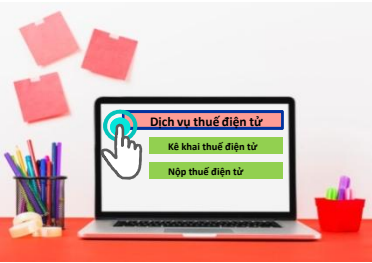 Dịch vụ thuế điện tử
Kê khai thuế điện tử
Nộp thuế điện tử